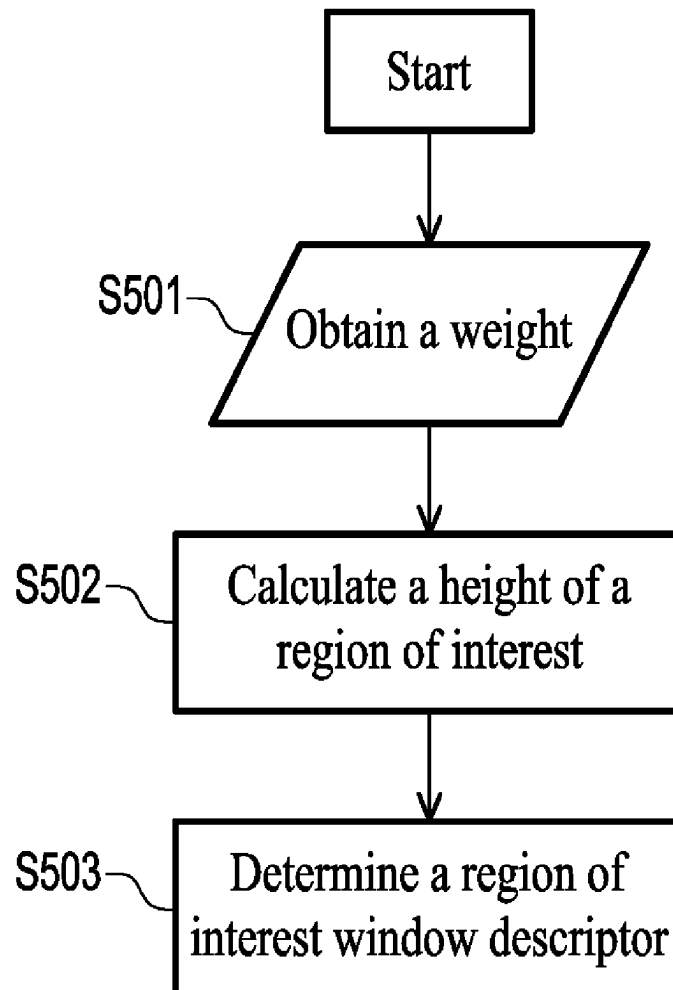 Start
S501
Obtain a weight
S502
Calculate a height of a
region of interest
S503
Determine a region of
interest window descriptor